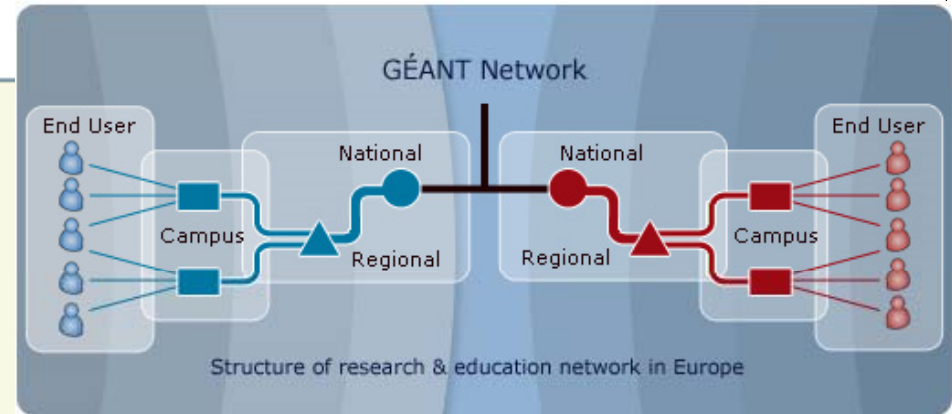 GÉANT Network
End User
End User
National
National
Campus
Regional
Regional
Campus
Structure of research & education network in Europe